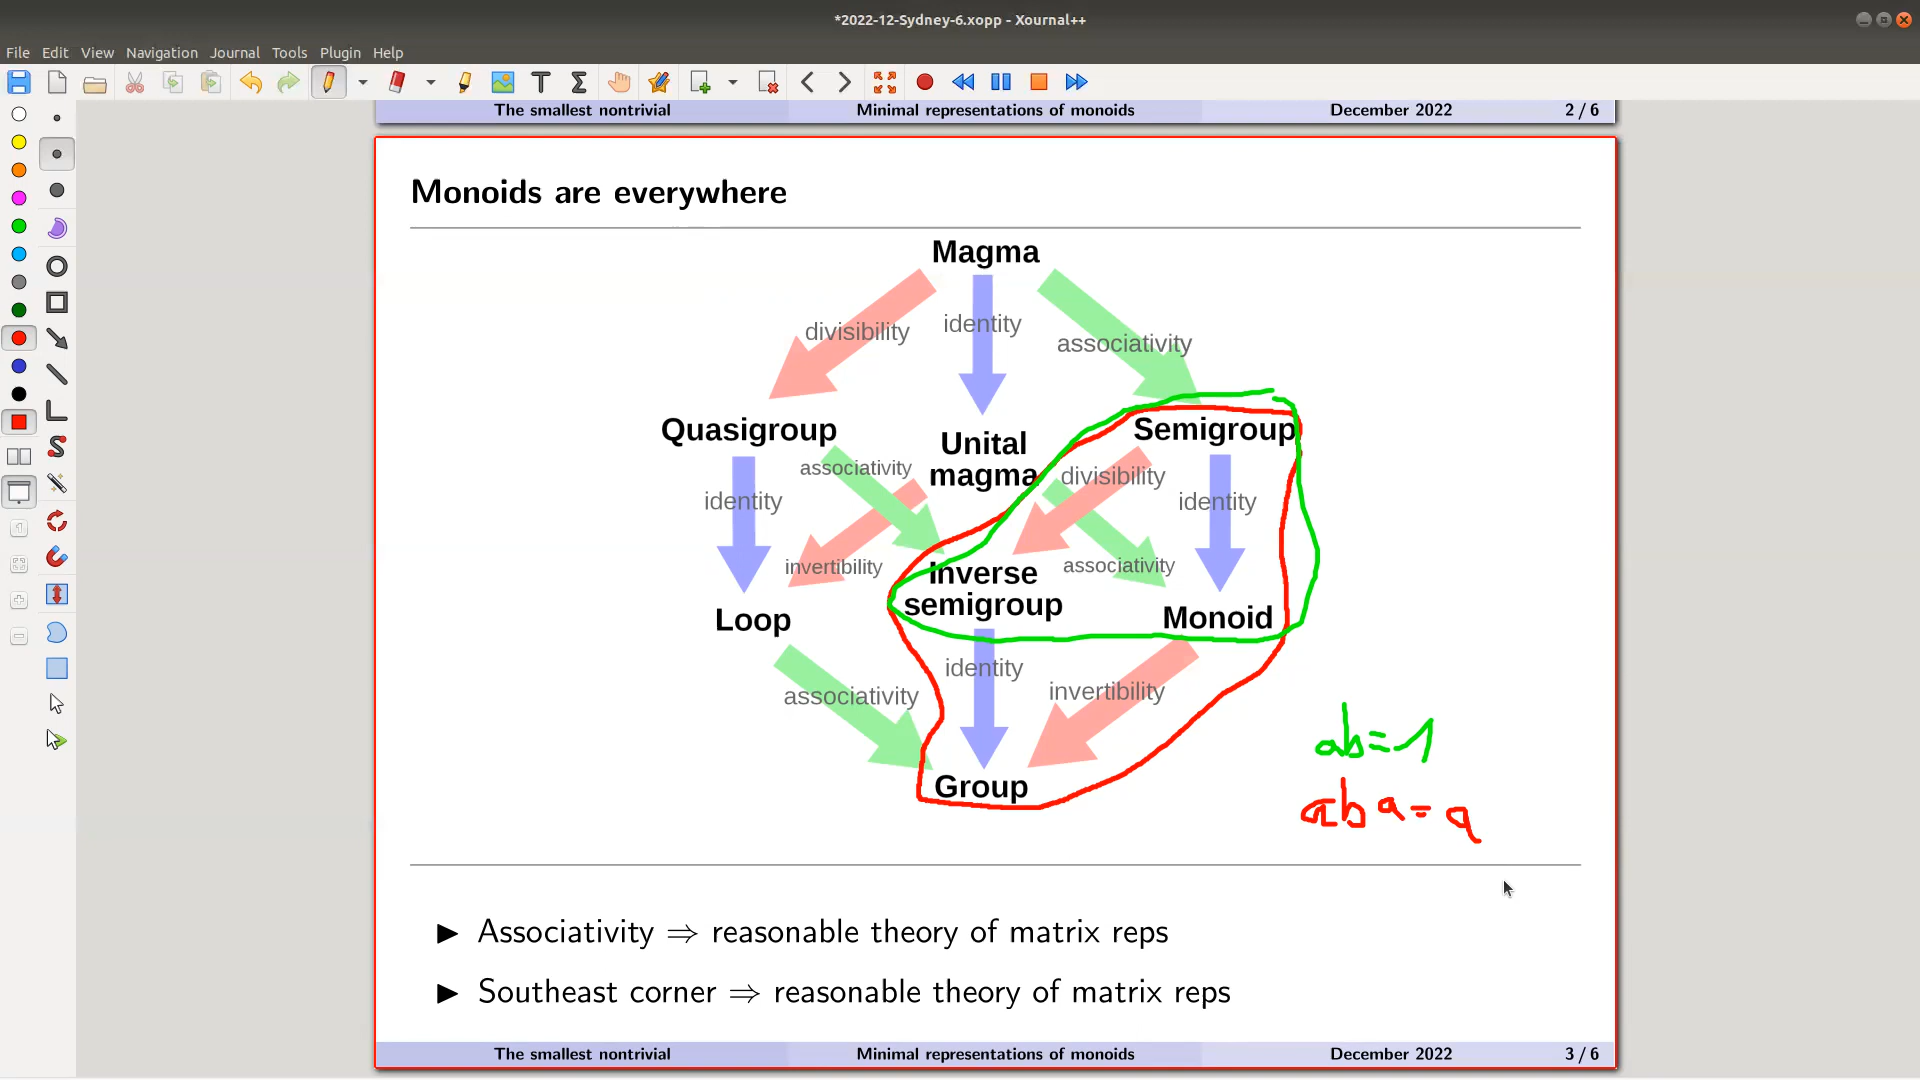 *2022-12-Sydney-6.xopp - Xournal++
File Edit View Navigation Journal Tools Plugin Help
The smallest nontrivial Minimal representations of monoids December 2022 2 / 6
Monoids are everywhere
Magma
divisibility identity associativity
Quasigroup Unital magma Semigroup
associativity divisibility
identity identity
invertibility associativity
Loop Inverse semigroup Monoid
identity
associativity invertibility
Group
ab=1
aba=a
▶ Associativity ⇒ reasonable theory of matrix reps
▶ Southeast corner ⇒ reasonable theory of matrix reps
The smallest nontrivial Minimal representations of monoids December 2022 3 / 6